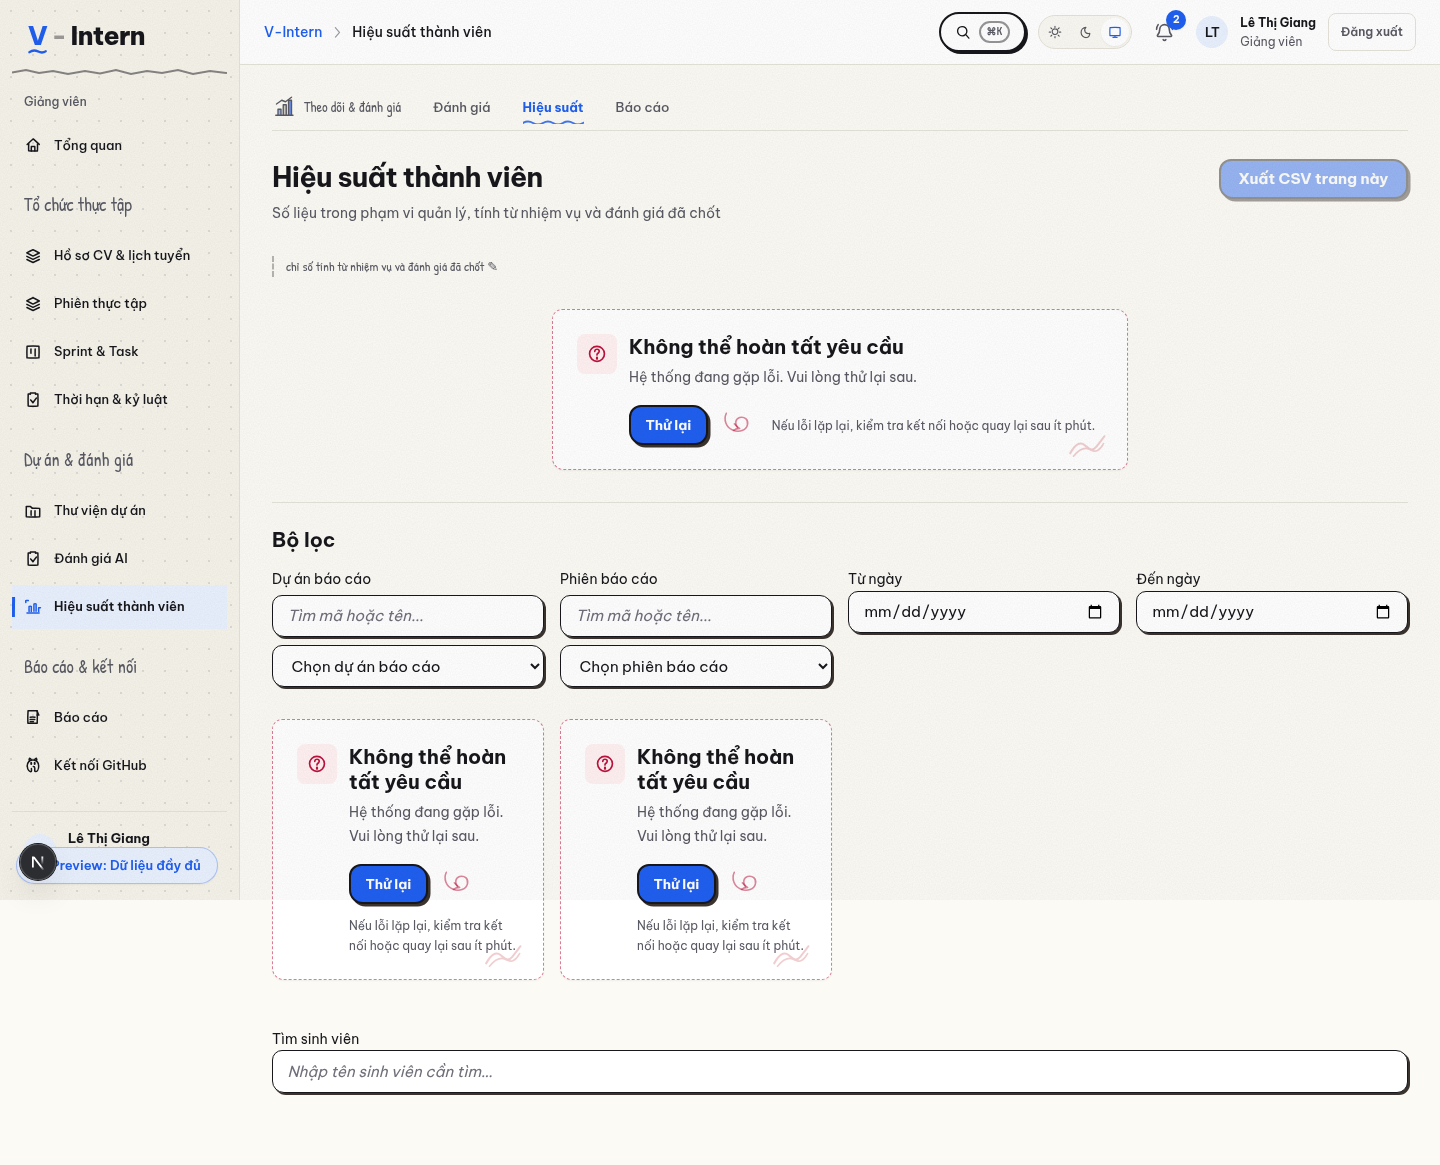 V - Intern
Giảng viên
Tổng quan
Tổ chức thực tập
Hồ sơ CV & lịch tuyển
Phiên thực tập
Sprint & Task
Thời hạn & kỷ luật
Dự án & đánh giá
Thư viện dự án
Đánh giá AI
Hiệu suất thành viên
Báo cáo & kết nối
Báo cáo
Kết nối GitHub
Lê Thị Giang
Preview: Dữ liệu đầy đủ
N
V-Intern
Hiệu suất thành viên
⌘K
2
LT
Lê Thị Giang
Giảng viên
Đăng xuất
Theo dõi & đánh giá
Đánh giá
Hiệu suất
Báo cáo
Hiệu suất thành viên
Số liệu trong phạm vi quản lý, tính từ nhiệm vụ và đánh giá đã chốt
Xuất CSV trang này
chỉ số tính từ nhiệm vụ và đánh giá đã chốt ✎
Không thể hoàn tất yêu cầu
Hệ thống đang gặp lỗi. Vui lòng thử lại sau.
Thử lại
Nếu lỗi lặp lại, kiểm tra kết nối hoặc quay lại sau ít phút.
Bộ lọc
Dự án báo cáo
Tìm mã hoặc tên...
Chọn dự án báo cáo
Phiên báo cáo
Tìm mã hoặc tên...
Chọn phiên báo cáo
Từ ngày
mm/dd/yyyy
Đến ngày
mm/dd/yyyy
Không thể hoàn
tất yêu cầu
Hệ thống đang gặp lỗi.
Vui lòng thử lại sau.
Thử lại
Nếu lỗi lặp lại, kiểm tra kết
nối hoặc quay lại sau ít phút.
Không thể hoàn
tất yêu cầu
Hệ thống đang gặp lỗi.
Vui lòng thử lại sau.
Thử lại
Nếu lỗi lặp lại, kiểm tra kết
nối hoặc quay lại sau ít phút.
Tìm sinh viên
Nhập tên sinh viên cần tìm...